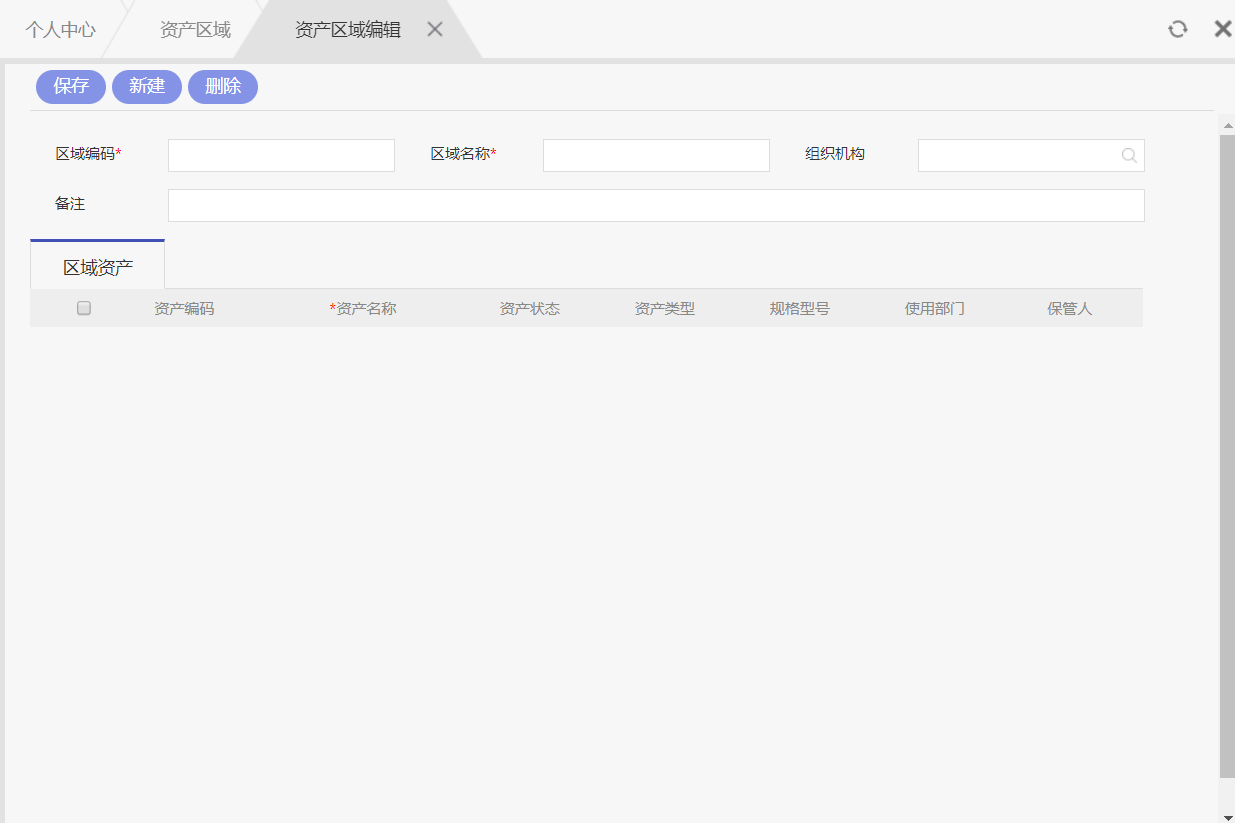 个人中心 资产区域 资产区域编辑
保存 新建 删除
区域编码* 区域名称* 组织机构
备注
区域资产
资产编码 *资产名称 资产状态 资产类型 规格型号 使用部门 保管人